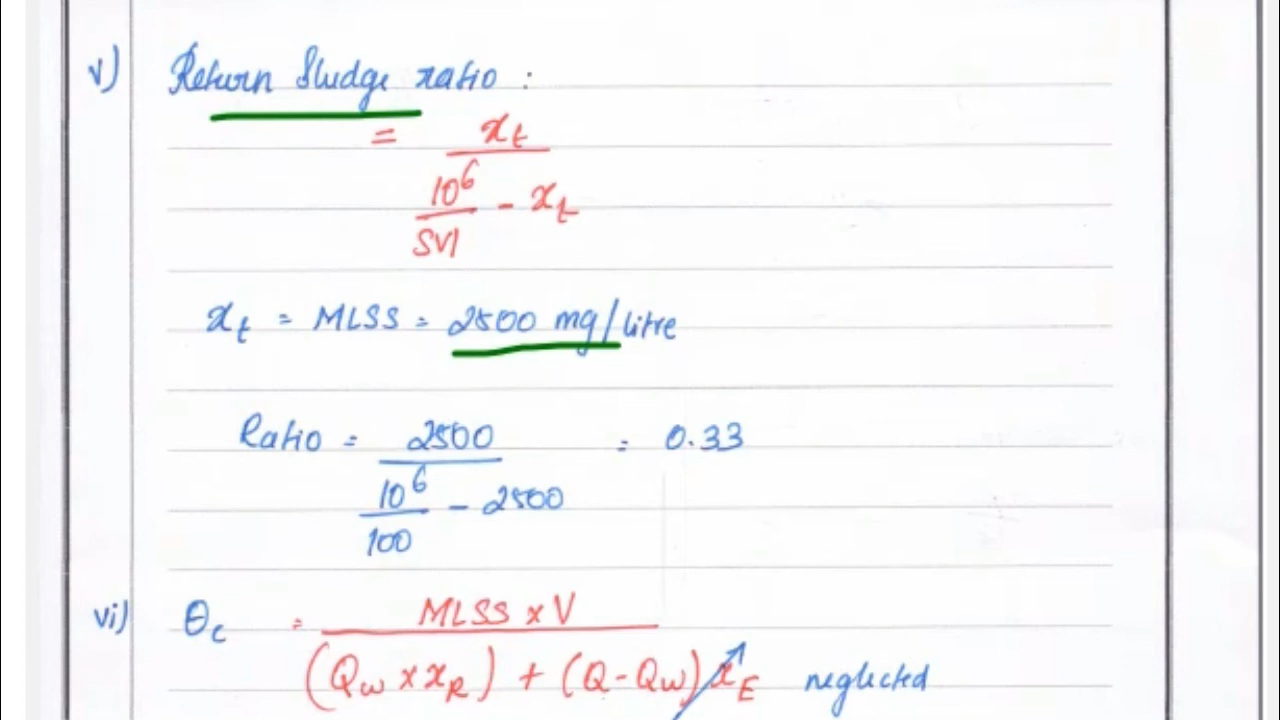 v) Return Sludge ratio :
= x_t / (10^6 / SVI - x_t)
x_t = MLSS = 2500 mg/litre
Ratio = 2500 / (10^6 / 100 - 2500) = 0.33
vi) θ_c = MLSS x V / ((Q_w x x_R) + (Q - Q_w) x_E) neglected